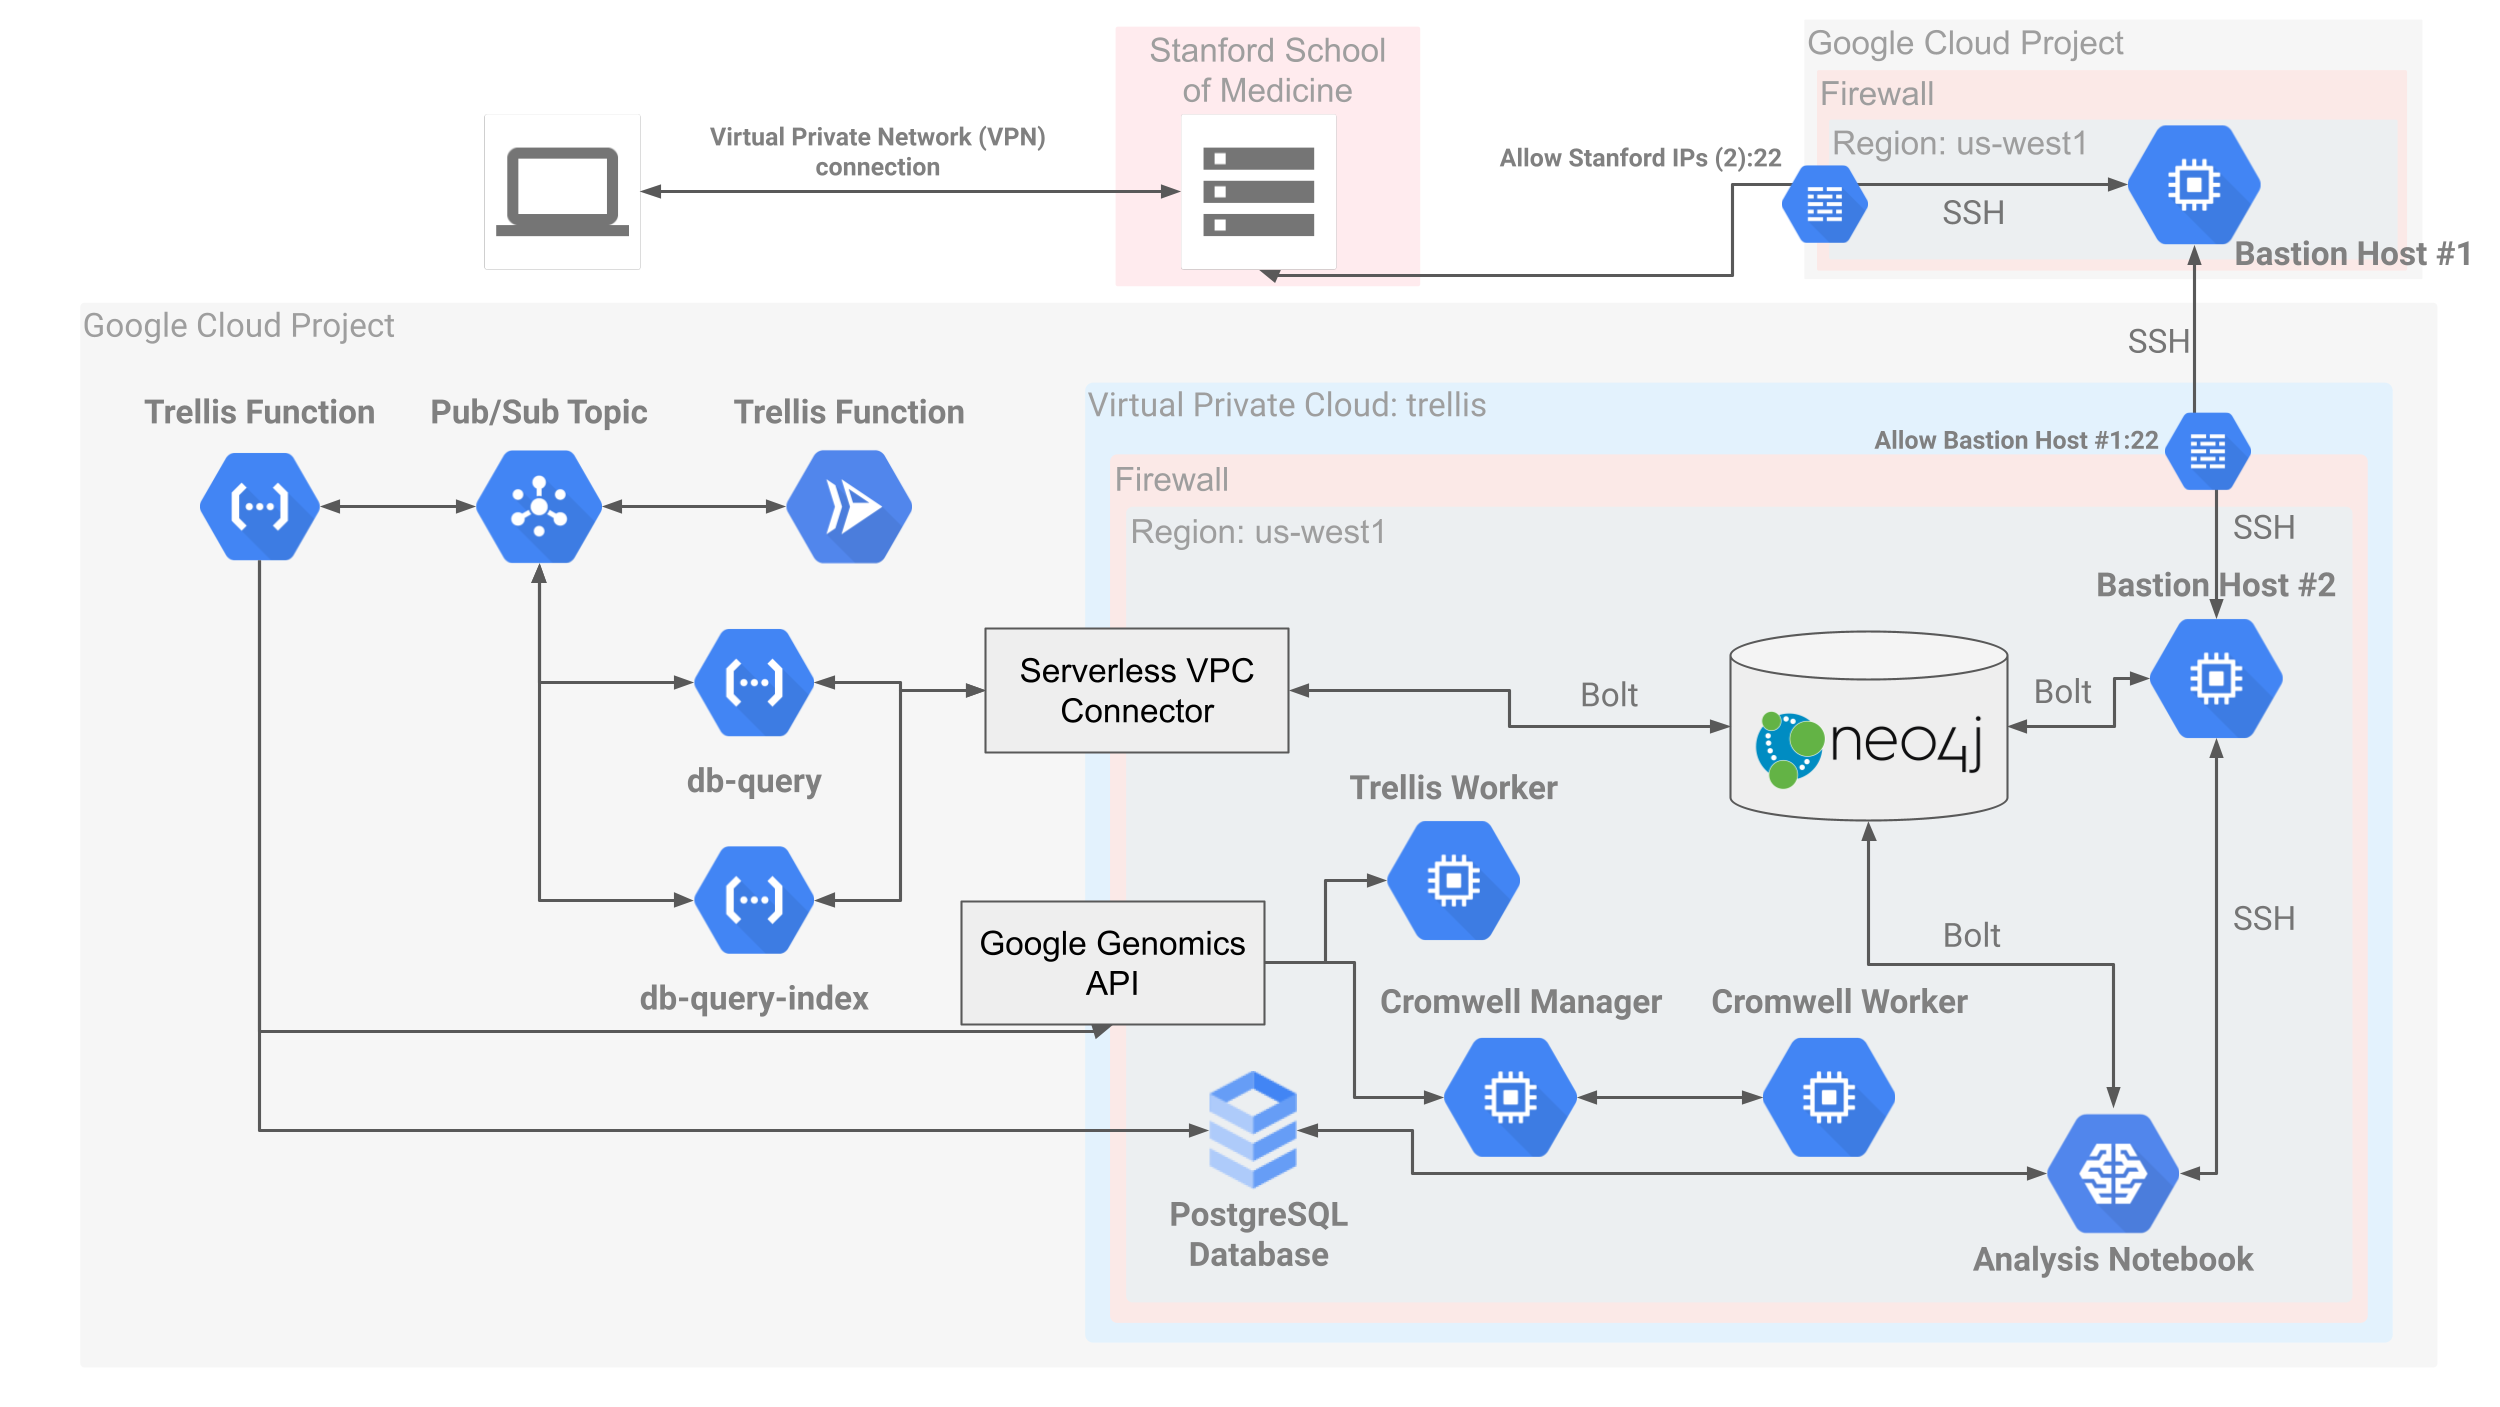 Stanford School
of Medicine
Google Cloud Project
Firewall
Region: us-west1
Virtual Private Network (VPN)
connection
Allow Stanford IPs (2):22
SSH
Bastion Host #1
Google Cloud Project
SSH
Trellis Function
Pub/Sub Topic
Trellis Function
Virtual Private Cloud: trellis
Allow Bastion Host #1:22
Firewall
Region: us-west1
SSH
Bastion Host #2
Serverless VPC
Connector
Bolt
Bolt
neo4j
db-query
Trellis Worker
Google Genomics
API
Bolt
SSH
db-query-index
Cromwell Manager
Cromwell Worker
PostgreSQL
Database
Analysis Notebook